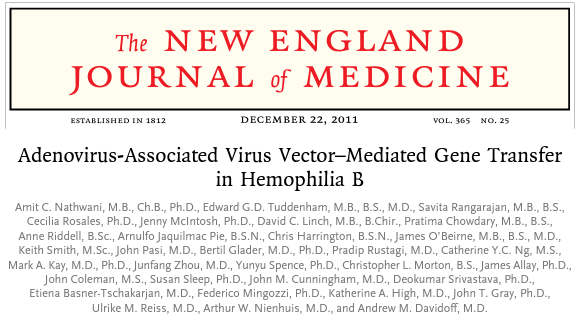 The NEW ENGLAND
JOURNAL of MEDICINE
ESTABLISHED IN 1812 DECEMBER 22, 2011 VOL. 365 NO. 25
Adenovirus-Associated Virus Vector–Mediated Gene Transfer
in Hemophilia B
Amit C. Nathwani, M.B., Ch.B., Ph.D., Edward G.D. Tuddenham, M.B., B.S., M.D., Savita Rangarajan, M.B., B.S.,
Cecilia Rosales, Ph.D., Jenny McIntosh, Ph.D., David C. Linch, M.B., B.Chir., Pratima Chowdary, M.B., B.S.,
Anne Riddell, B.Sc., Arnulfo Jaquilmac Pie, B.S.N., Chris Harrington, B.S.N., James O'Beirne, M.B., B.S., M.D.,
Keith Smith, M.Sc., John Pasi, M.D., Bertil Glader, M.D., Ph.D., Pradip Rustagi, M.D., Catherine Y.C. Ng, M.S.,
Mark A. Kay, M.D., Ph.D., Junfang Zhou, M.D., Yunyu Spence, Ph.D., Christopher L. Morton, B.S., James Allay, Ph.D.,
John Coleman, M.S., Susan Sleep, Ph.D., John M. Cunningham, M.D., Deokumar Srivastava, Ph.D.,
Etiena Basner-Tschakarjan, M.D., Federico Mingozzi, Ph.D., Katherine A. High, M.D., John T. Gray, Ph.D.,
Ulrike M. Reiss, M.D., Arthur W. Nienhuis, M.D., and Andrew M. Davidoff, M.D.